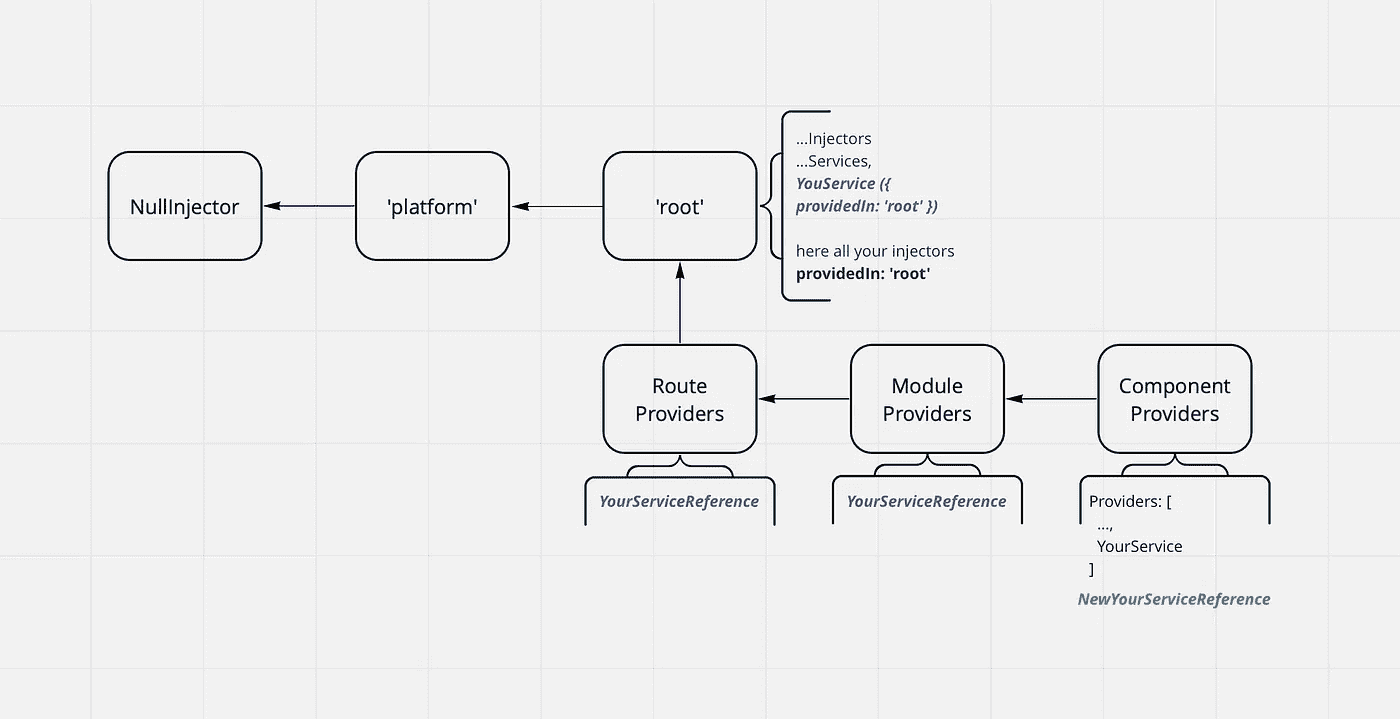 NullInjector
'platform'
'root'
...Injectors
...Services,
YouService ({
providedIn: 'root' })
here all your injectors
providedIn: 'root'
Route
Providers
Module
Providers
Component
Providers
YourServiceReference
YourServiceReference
Providers: [
...,
YourService
]
NewYourServiceReference